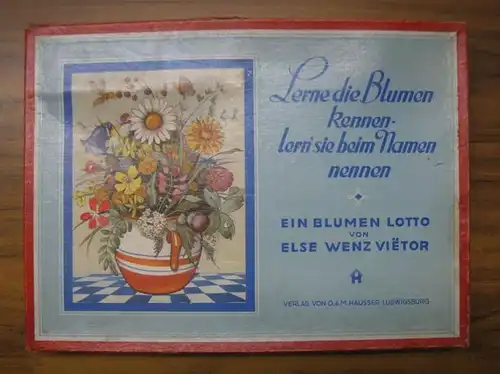 Lerne die Blumen
kennen-
lern sie beim Namen
nennen
EIN BLUMEN LOTTO
VON
ELSE WENZ VIËTOR
VERLAG VON O.&M. HAUSSER LUDWIGSBURG